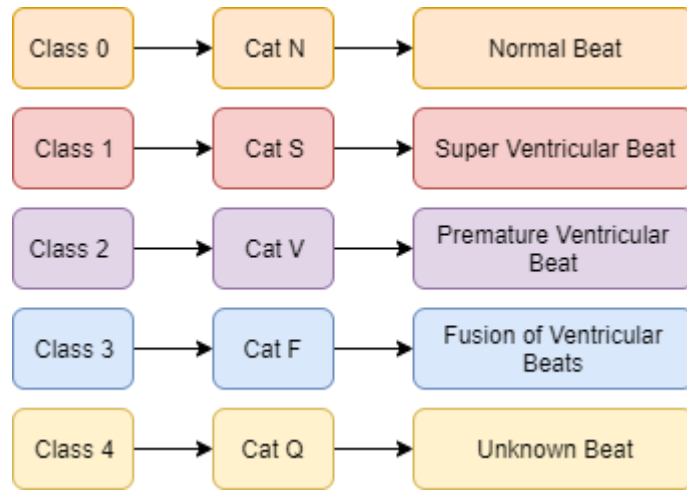 Class 0
Cat N
Normal Beat
Class 1
Cat S
Super Ventricular Beat
Class 2
Cat V
Premature Ventricular
Beat
Class 3
Cat F
Fusion of Ventricular
Beats
Class 4
Cat Q
Unknown Beat